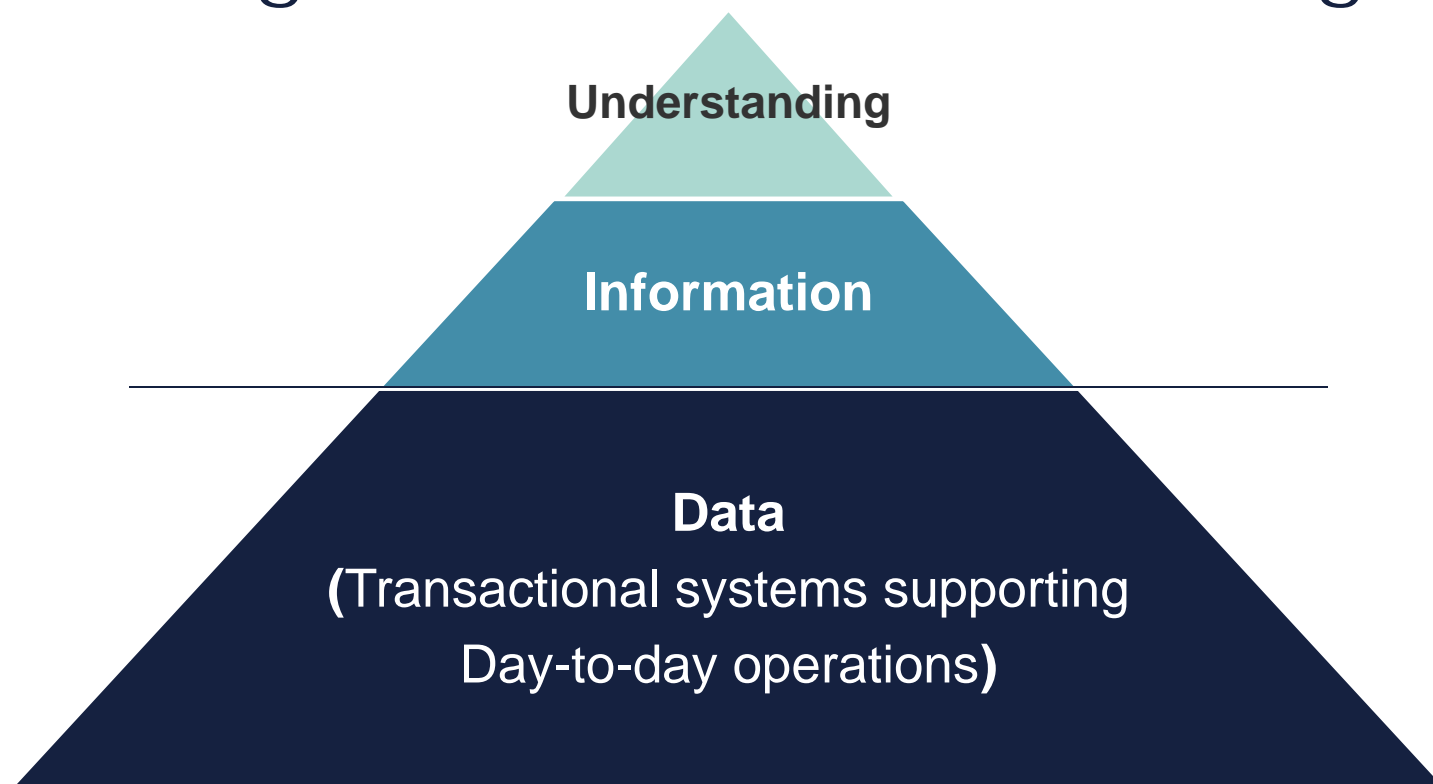 Understanding
Information
Data
(Transactional systems supporting
Day-to-day operations)